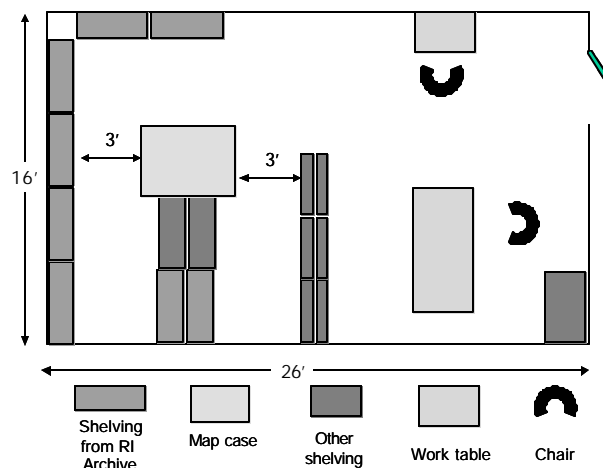 3'
3'
16'
26'
Shelving
from RI
Archive
Map case
Other
shelving
Work table
Chair